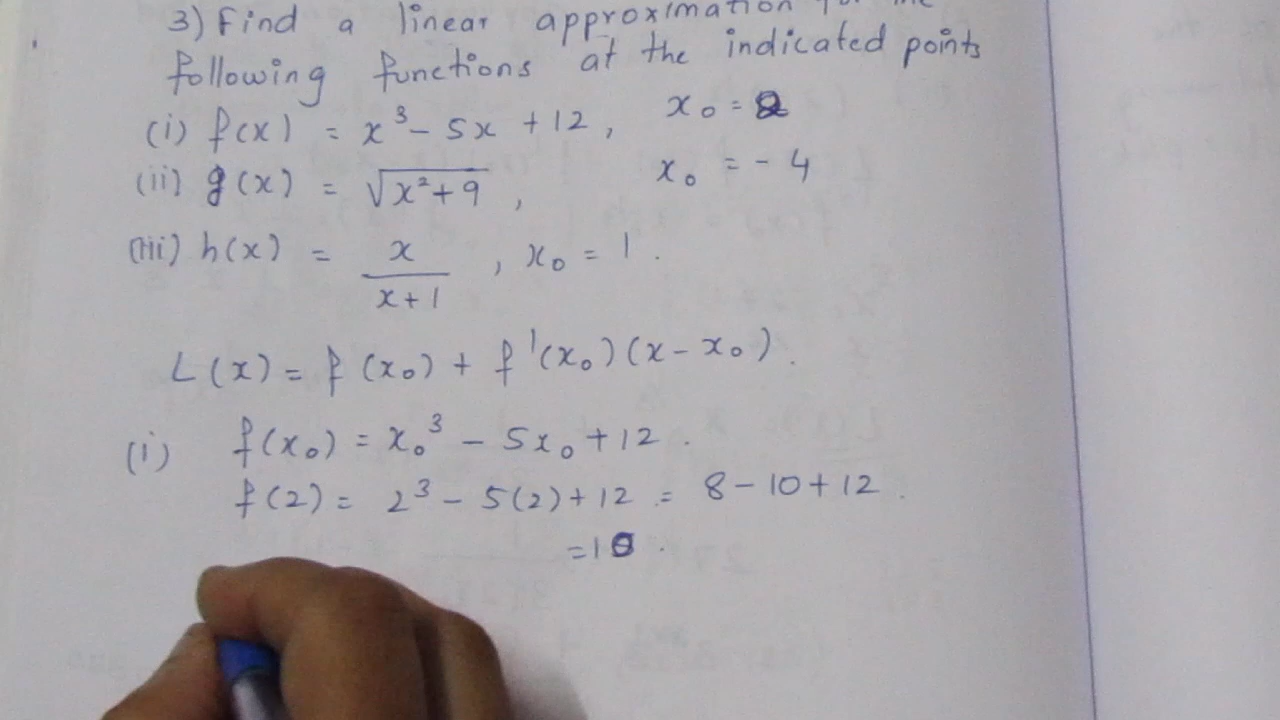 3) Find a linear approximation for the
following functions at the indicated points
(i) f(x) = x³ - 5x + 12, x₀ = 2
(ii) g(x) = √(x² + 9), x₀ = - 4
(iii) h(x) = x/(x+1), x₀ = 1.
L(x) = f(x₀) + f'(x₀)(x - x₀).
(i) f(x₀) = x₀³ - 5x₀ + 12.
f(2) = 2³ - 5(2) + 12 = 8 - 10 + 12.
= 10.